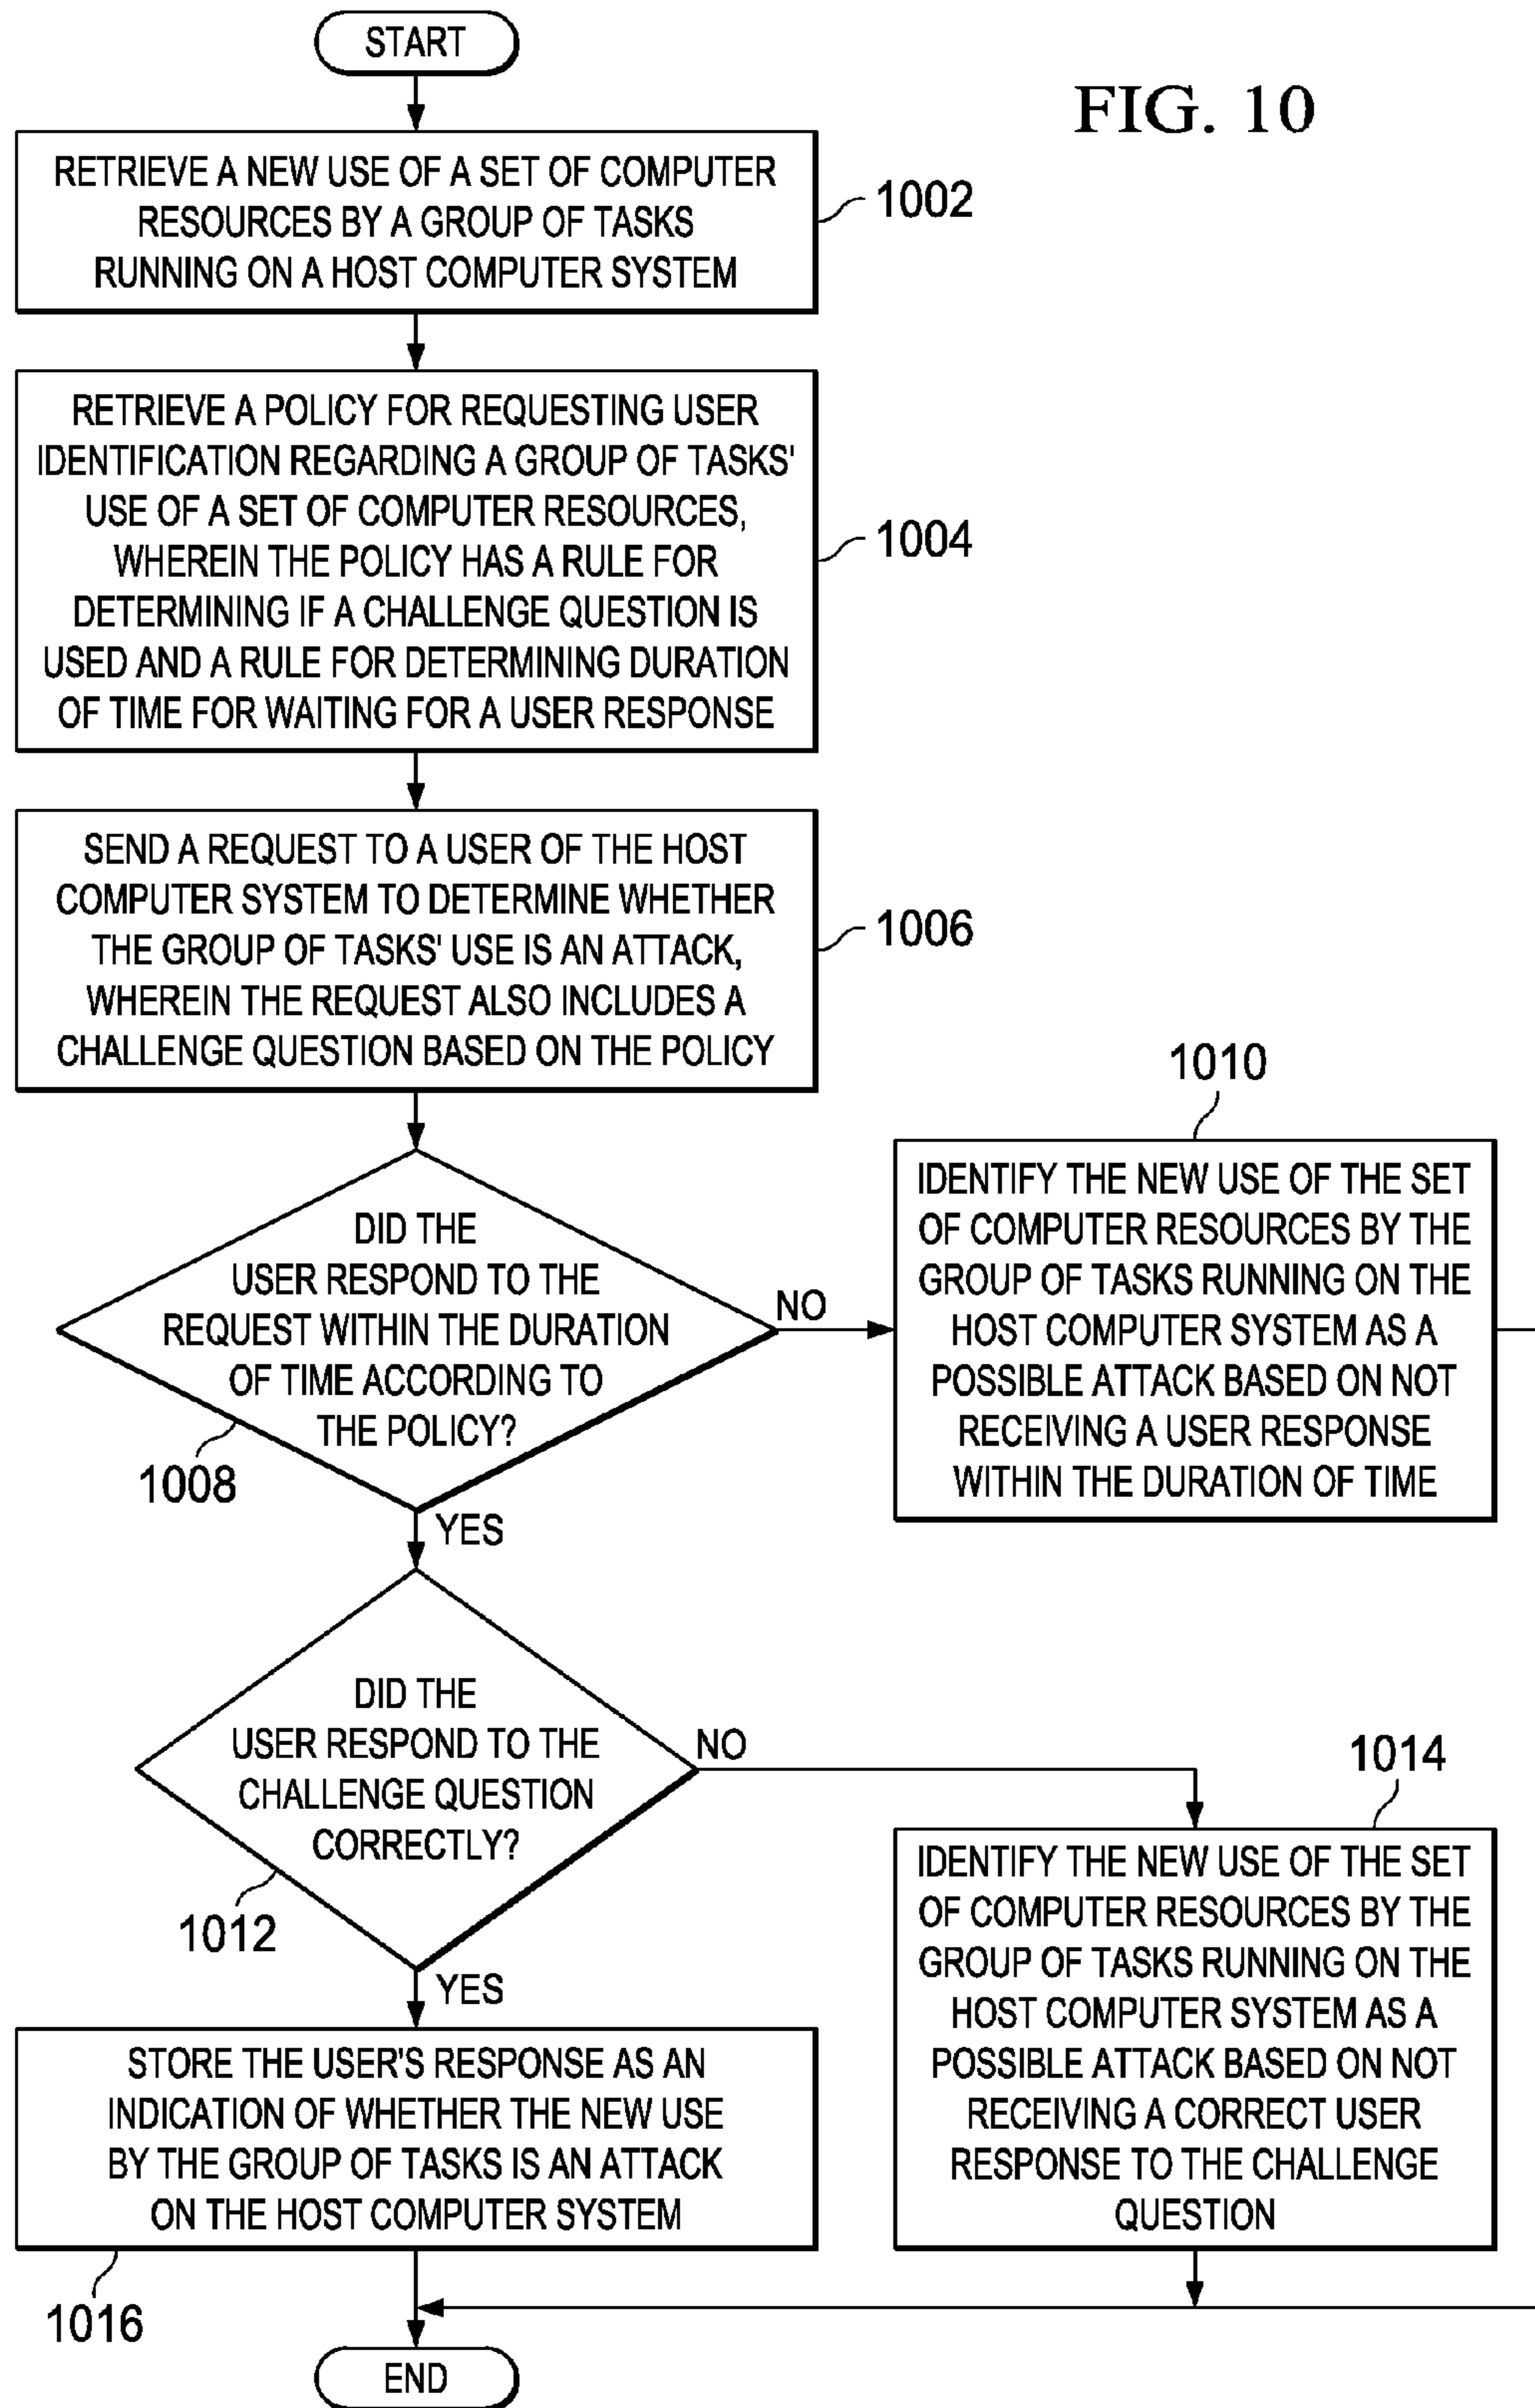 START
FIG. 10
RETRIEVE A NEW USE OF A SET OF COMPUTER
RESOURCES BY A GROUP OF TASKS
RUNNING ON A HOST COMPUTER SYSTEM
1002
RETRIEVE A POLICY FOR REQUESTING USER
IDENTIFICATION REGARDING A GROUP OF TASKS'
USE OF A SET OF COMPUTER RESOURCES,
WHEREIN THE POLICY HAS A RULE FOR
DETERMINING IF A CHALLENGE QUESTION IS
USED AND A RULE FOR DETERMINING DURATION
OF TIME FOR WAITING FOR A USER RESPONSE
1004
SEND A REQUEST TO A USER OF THE HOST
COMPUTER SYSTEM TO DETERMINE WHETHER
THE GROUP OF TASKS' USE IS AN ATTACK,
WHEREIN THE REQUEST ALSO INCLUDES A
CHALLENGE QUESTION BASED ON THE POLICY
1006
DID THE
USER RESPOND TO THE
REQUEST WITHIN THE DURATION
OF TIME ACCORDING TO
THE POLICY?
1008
NO
1010
IDENTIFY THE NEW USE OF THE SET
OF COMPUTER RESOURCES BY THE
GROUP OF TASKS RUNNING ON THE
HOST COMPUTER SYSTEM AS A
POSSIBLE ATTACK BASED ON NOT
RECEIVING A USER RESPONSE
WITHIN THE DURATION OF TIME
YES
DID THE
USER RESPOND TO THE
CHALLENGE QUESTION
CORRECTLY?
1012
NO
1014
IDENTIFY THE NEW USE OF THE SET
OF COMPUTER RESOURCES BY THE
GROUP OF TASKS RUNNING ON THE
HOST COMPUTER SYSTEM AS A
POSSIBLE ATTACK BASED ON NOT
RECEIVING A CORRECT USER
RESPONSE TO THE CHALLENGE
QUESTION
YES
STORE THE USER'S RESPONSE AS AN
INDICATION OF WHETHER THE NEW USE
BY THE GROUP OF TASKS IS AN ATTACK
ON THE HOST COMPUTER SYSTEM
1016
END